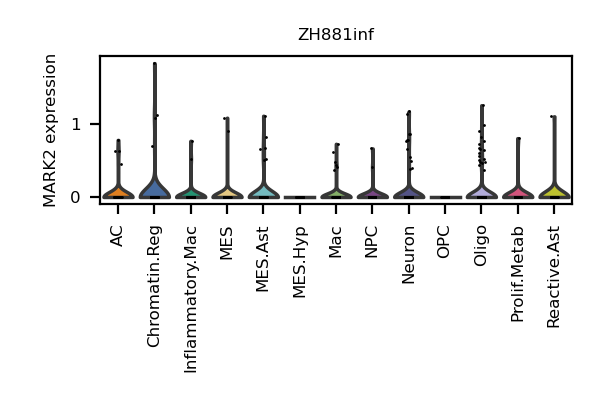 ZH881inf
MARK2 expression
1
0
AC
Chromatin.Reg
Inflammatory.Mac
MES
MES.Ast
MES.Hyp
Mac
NPC
Neuron
OPC
Oligo
Prolif.Metab
Reactive.Ast